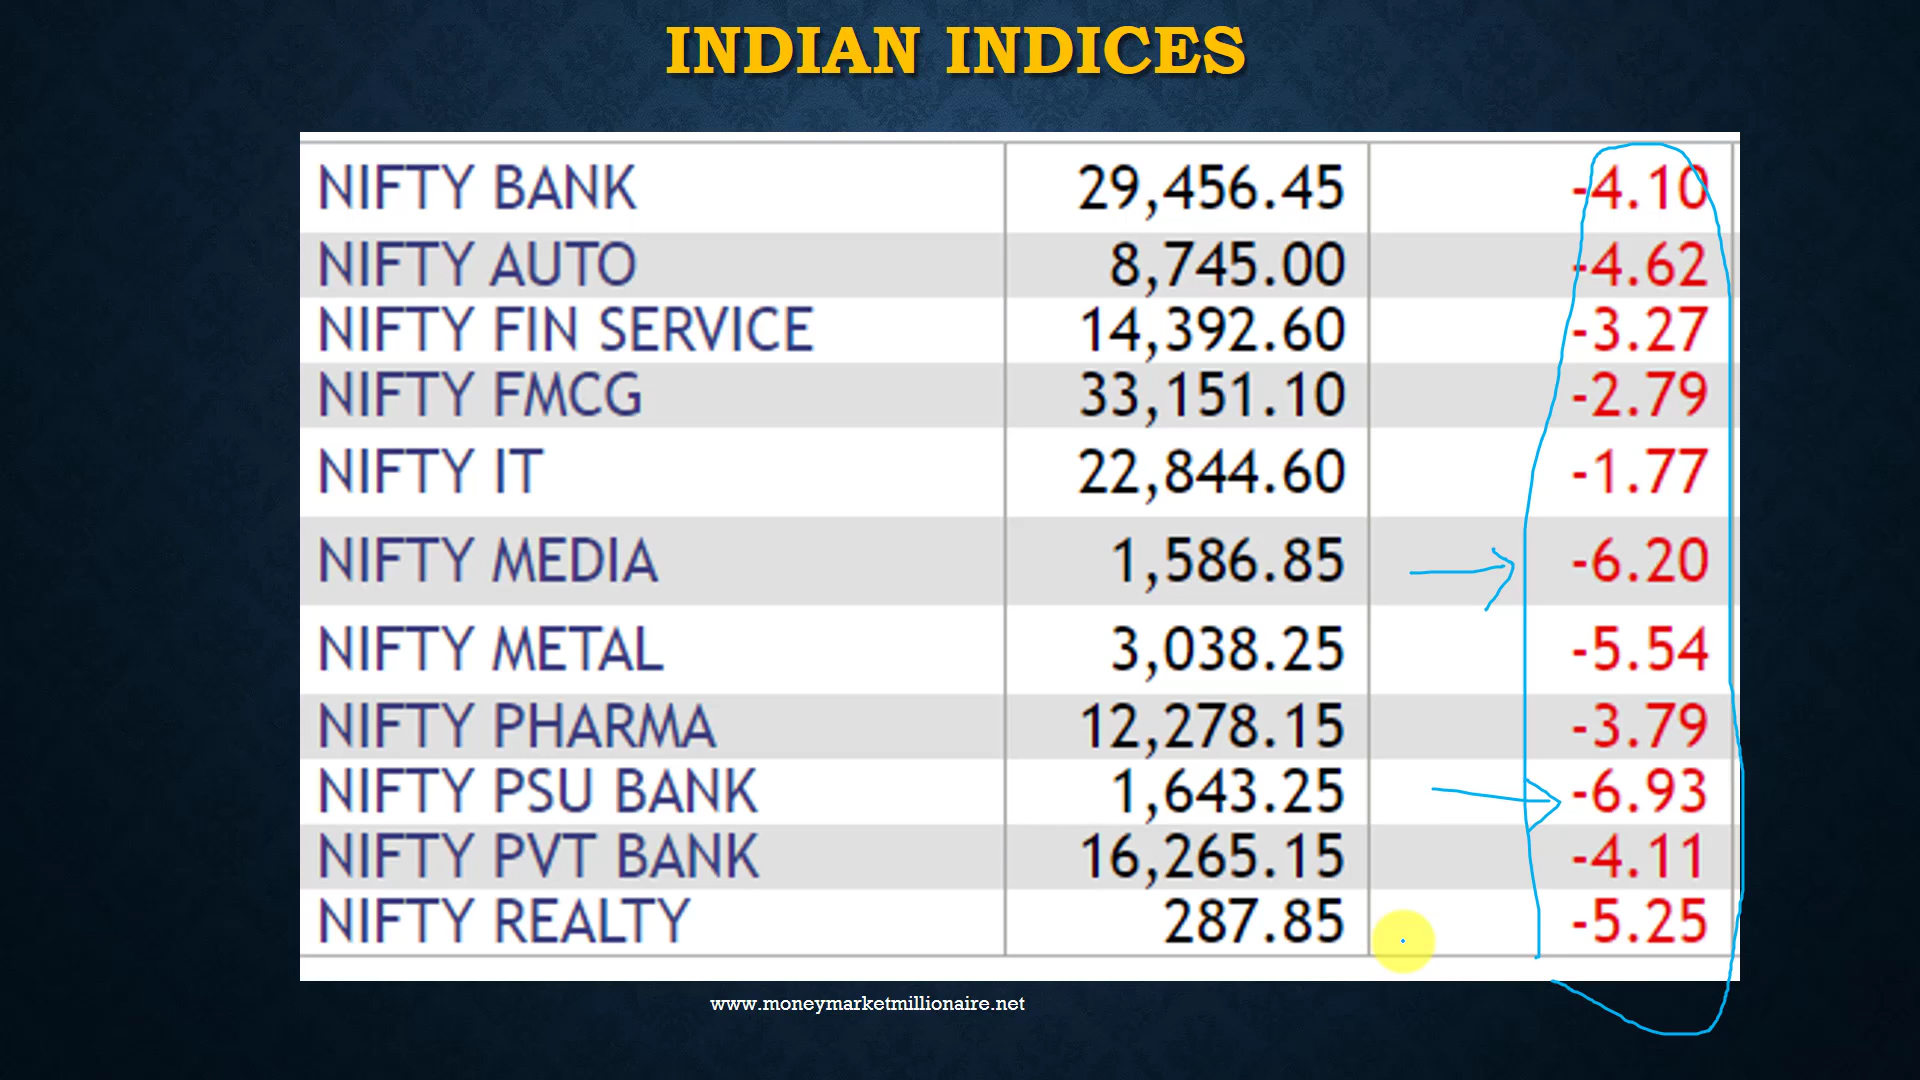 INDIAN INDICES
NIFTY BANK 29,456.45 -4.10
NIFTY AUTO 8,745.00 -4.62
NIFTY FIN SERVICE 14,392.60 -3.27
NIFTY FMCG 33,151.10 -2.79
NIFTY IT 22,844.60 -1.77
NIFTY MEDIA 1,586.85 -6.20
NIFTY METAL 3,038.25 -5.54
NIFTY PHARMA 12,278.15 -3.79
NIFTY PSU BANK 1,643.25 -6.93
NIFTY PVT BANK 16,265.15 -4.11
NIFTY REALTY 287.85 -5.25
www.moneymarketmillionaire.net